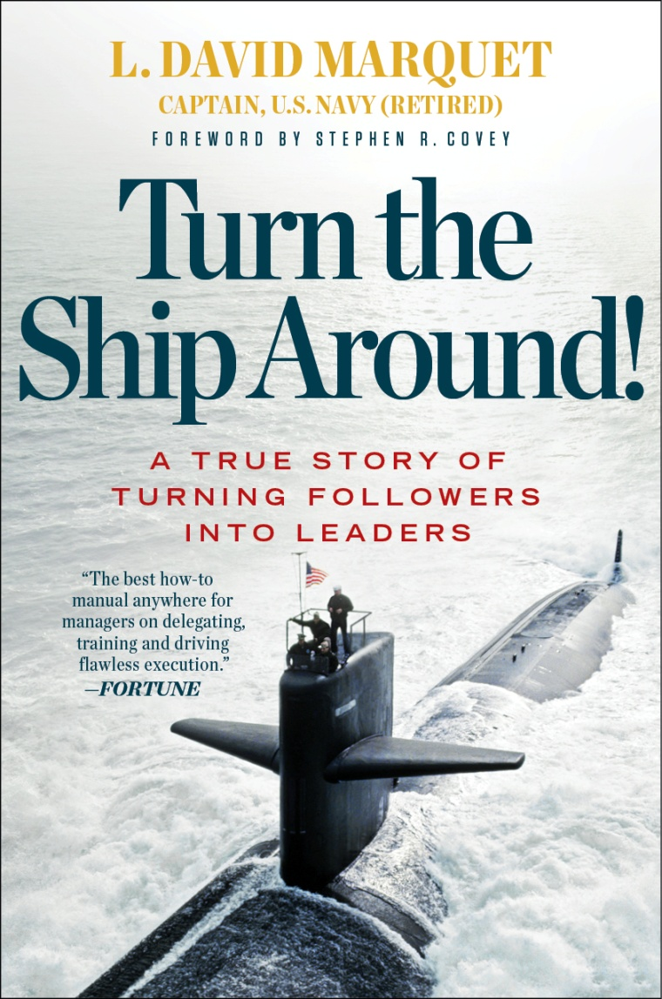 L. DAVID MARQUET
CAPTAIN, U.S. NAVY (RETIRED)
FOREWORD BY STEPHEN R. COVEY
Turn the
Ship Around!
A TRUE STORY OF
TURNING FOLLOWERS
INTO LEADERS
“The best how-to
manual anywhere for
managers on delegating,
training and driving
flawless execution.”
—FORTUNE